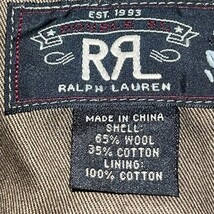 EST. 1993
RRL
RALPH LAUREN
MADE IN CHINA
SHELL:
65% WOOL
35% COTTON
LINING:
100% COTTON